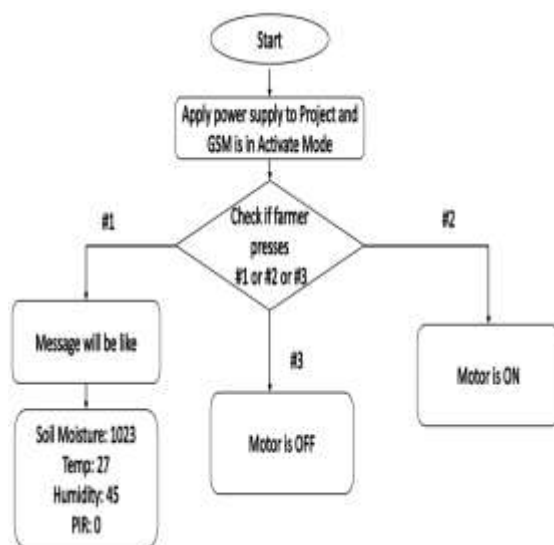 Start
Apply power supply to Project and
GSM is in Activate Mode
#1
Check if farmer
presses
#1 or #2 or #3
#2
Message will be like
#3
Motor is ON
Soil Moisture: 1023
Temp: 27
Humidity: 45
PIR: 0
Motor is OFF